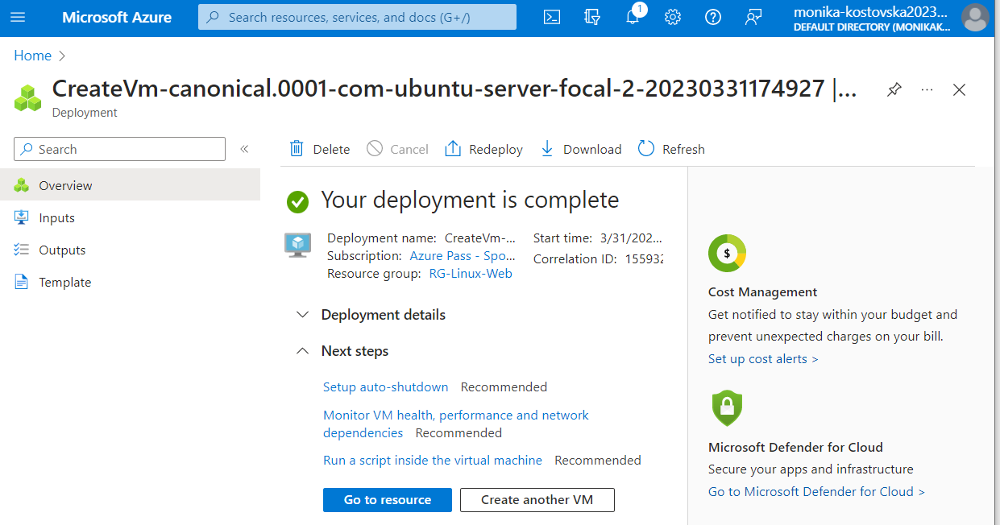 Microsoft Azure
Search resources, services, and docs (G+/)
1
monika-kostovska2023...
DEFAULT DIRECTORY (MONIKAK...
Home
CreateVm-canonical.0001-com-ubuntu-server-focal-2-20230331174927 |...
Deployment
Search
«
Overview
Inputs
Outputs
Template
Delete
Cancel
Redeploy
Download
Refresh
Your deployment is complete
Deployment name: CreateVm-...
Subscription: Azure Pass - Spo...
Resource group: RG-Linux-Web
Start time: 3/31/202...
Correlation ID: 155932
Deployment details
Next steps
Setup auto-shutdown Recommended
Monitor VM health, performance and network
dependencies Recommended
Run a script inside the virtual machine Recommended
Go to resource
Create another VM
$
Cost Management
Get notified to stay within your budget and
prevent unexpected charges on your bill.
Set up cost alerts >
Microsoft Defender for Cloud
Secure your apps and infrastructure
Go to Microsoft Defender for Cloud >